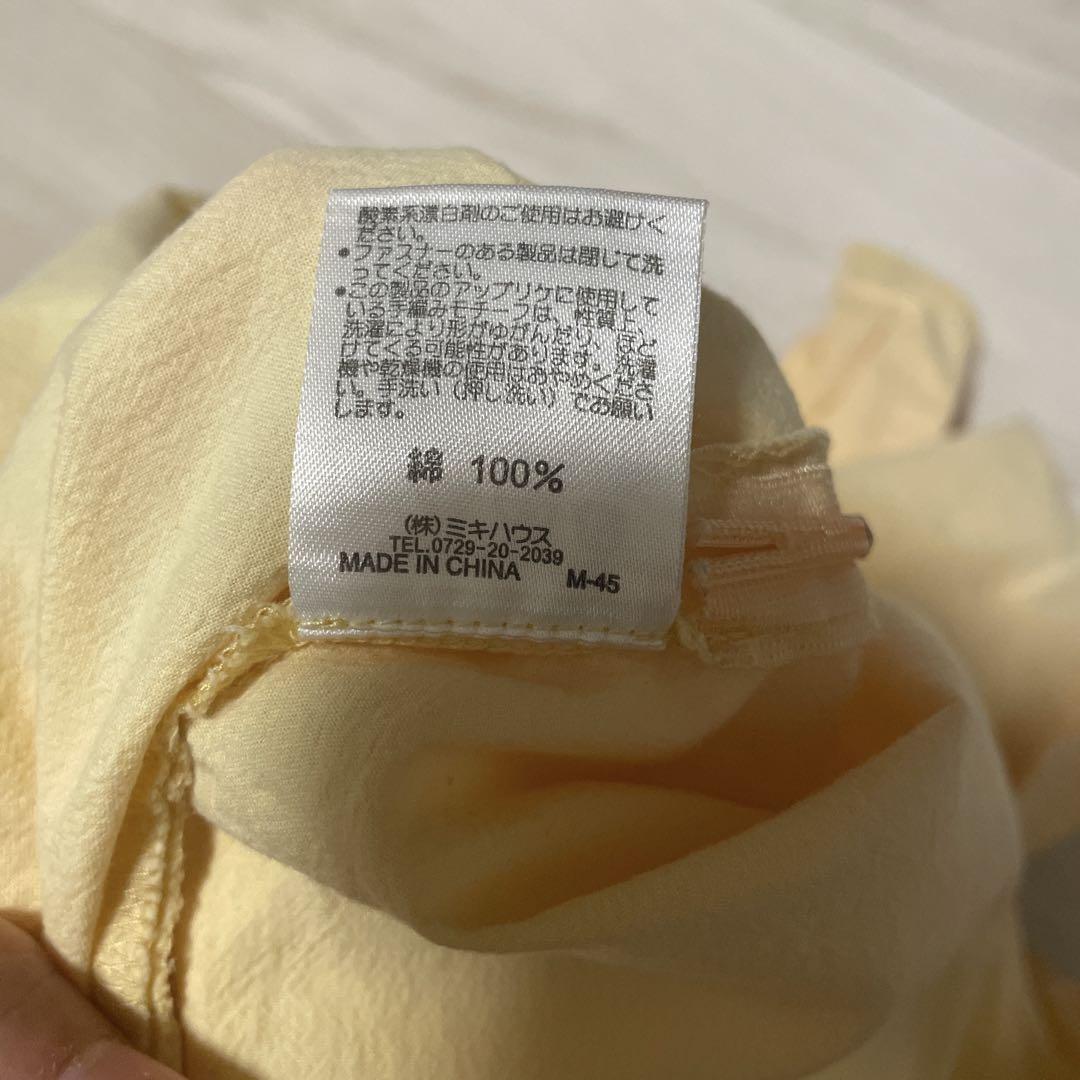 酸素系漂白剤のご使用はお避けく
ださい。
•ファスナーのある製品は閉じて洗
ってください。
•この製品のアップリケに使用して
いる手編みモチーフは、性質上、
洗濯により形がゆがんだり、ほど
けてくる可能性があります。洗濯
機や乾燥機の使用はおやめくださ
い。手洗い（押し洗い）でお願い
します。
綿 100%
(株)ミキハウス
TEL.0729-20-2039
MADE IN CHINA M-45